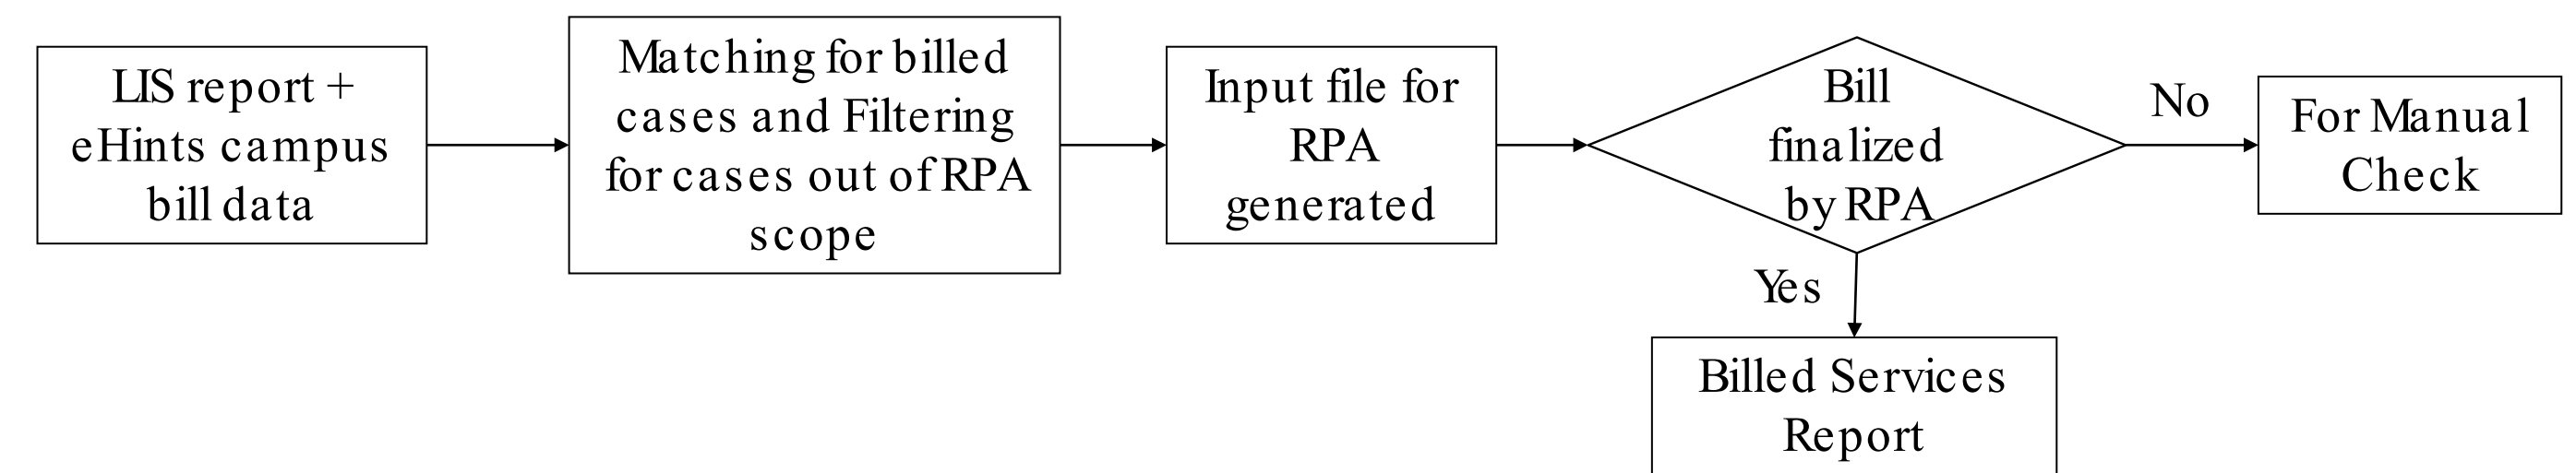 LIS report +
eHints campus
bill data
Matching for billed
cases and Filtering
for cases out of RPA
scope
Input file for
RPA
generated
Bill
finalized
by RPA
No
For Manual
Check
Yes
Billed Services
Report